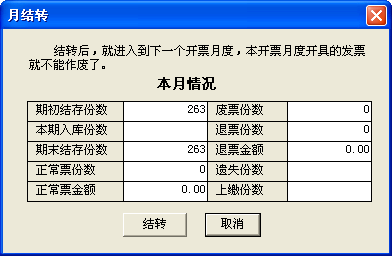 月结转
结转后，就进入到下一个开票月度，本开票月度开具的发票
就不能作废了。
本月情况
期初结存份数 263 废票份数 0
本期入库份数 退票份数 0
期末结存份数 263 退票金额 0.00
正常票份数 0 遗失份数
正常票金额 0.00 上缴份数
结转 取消